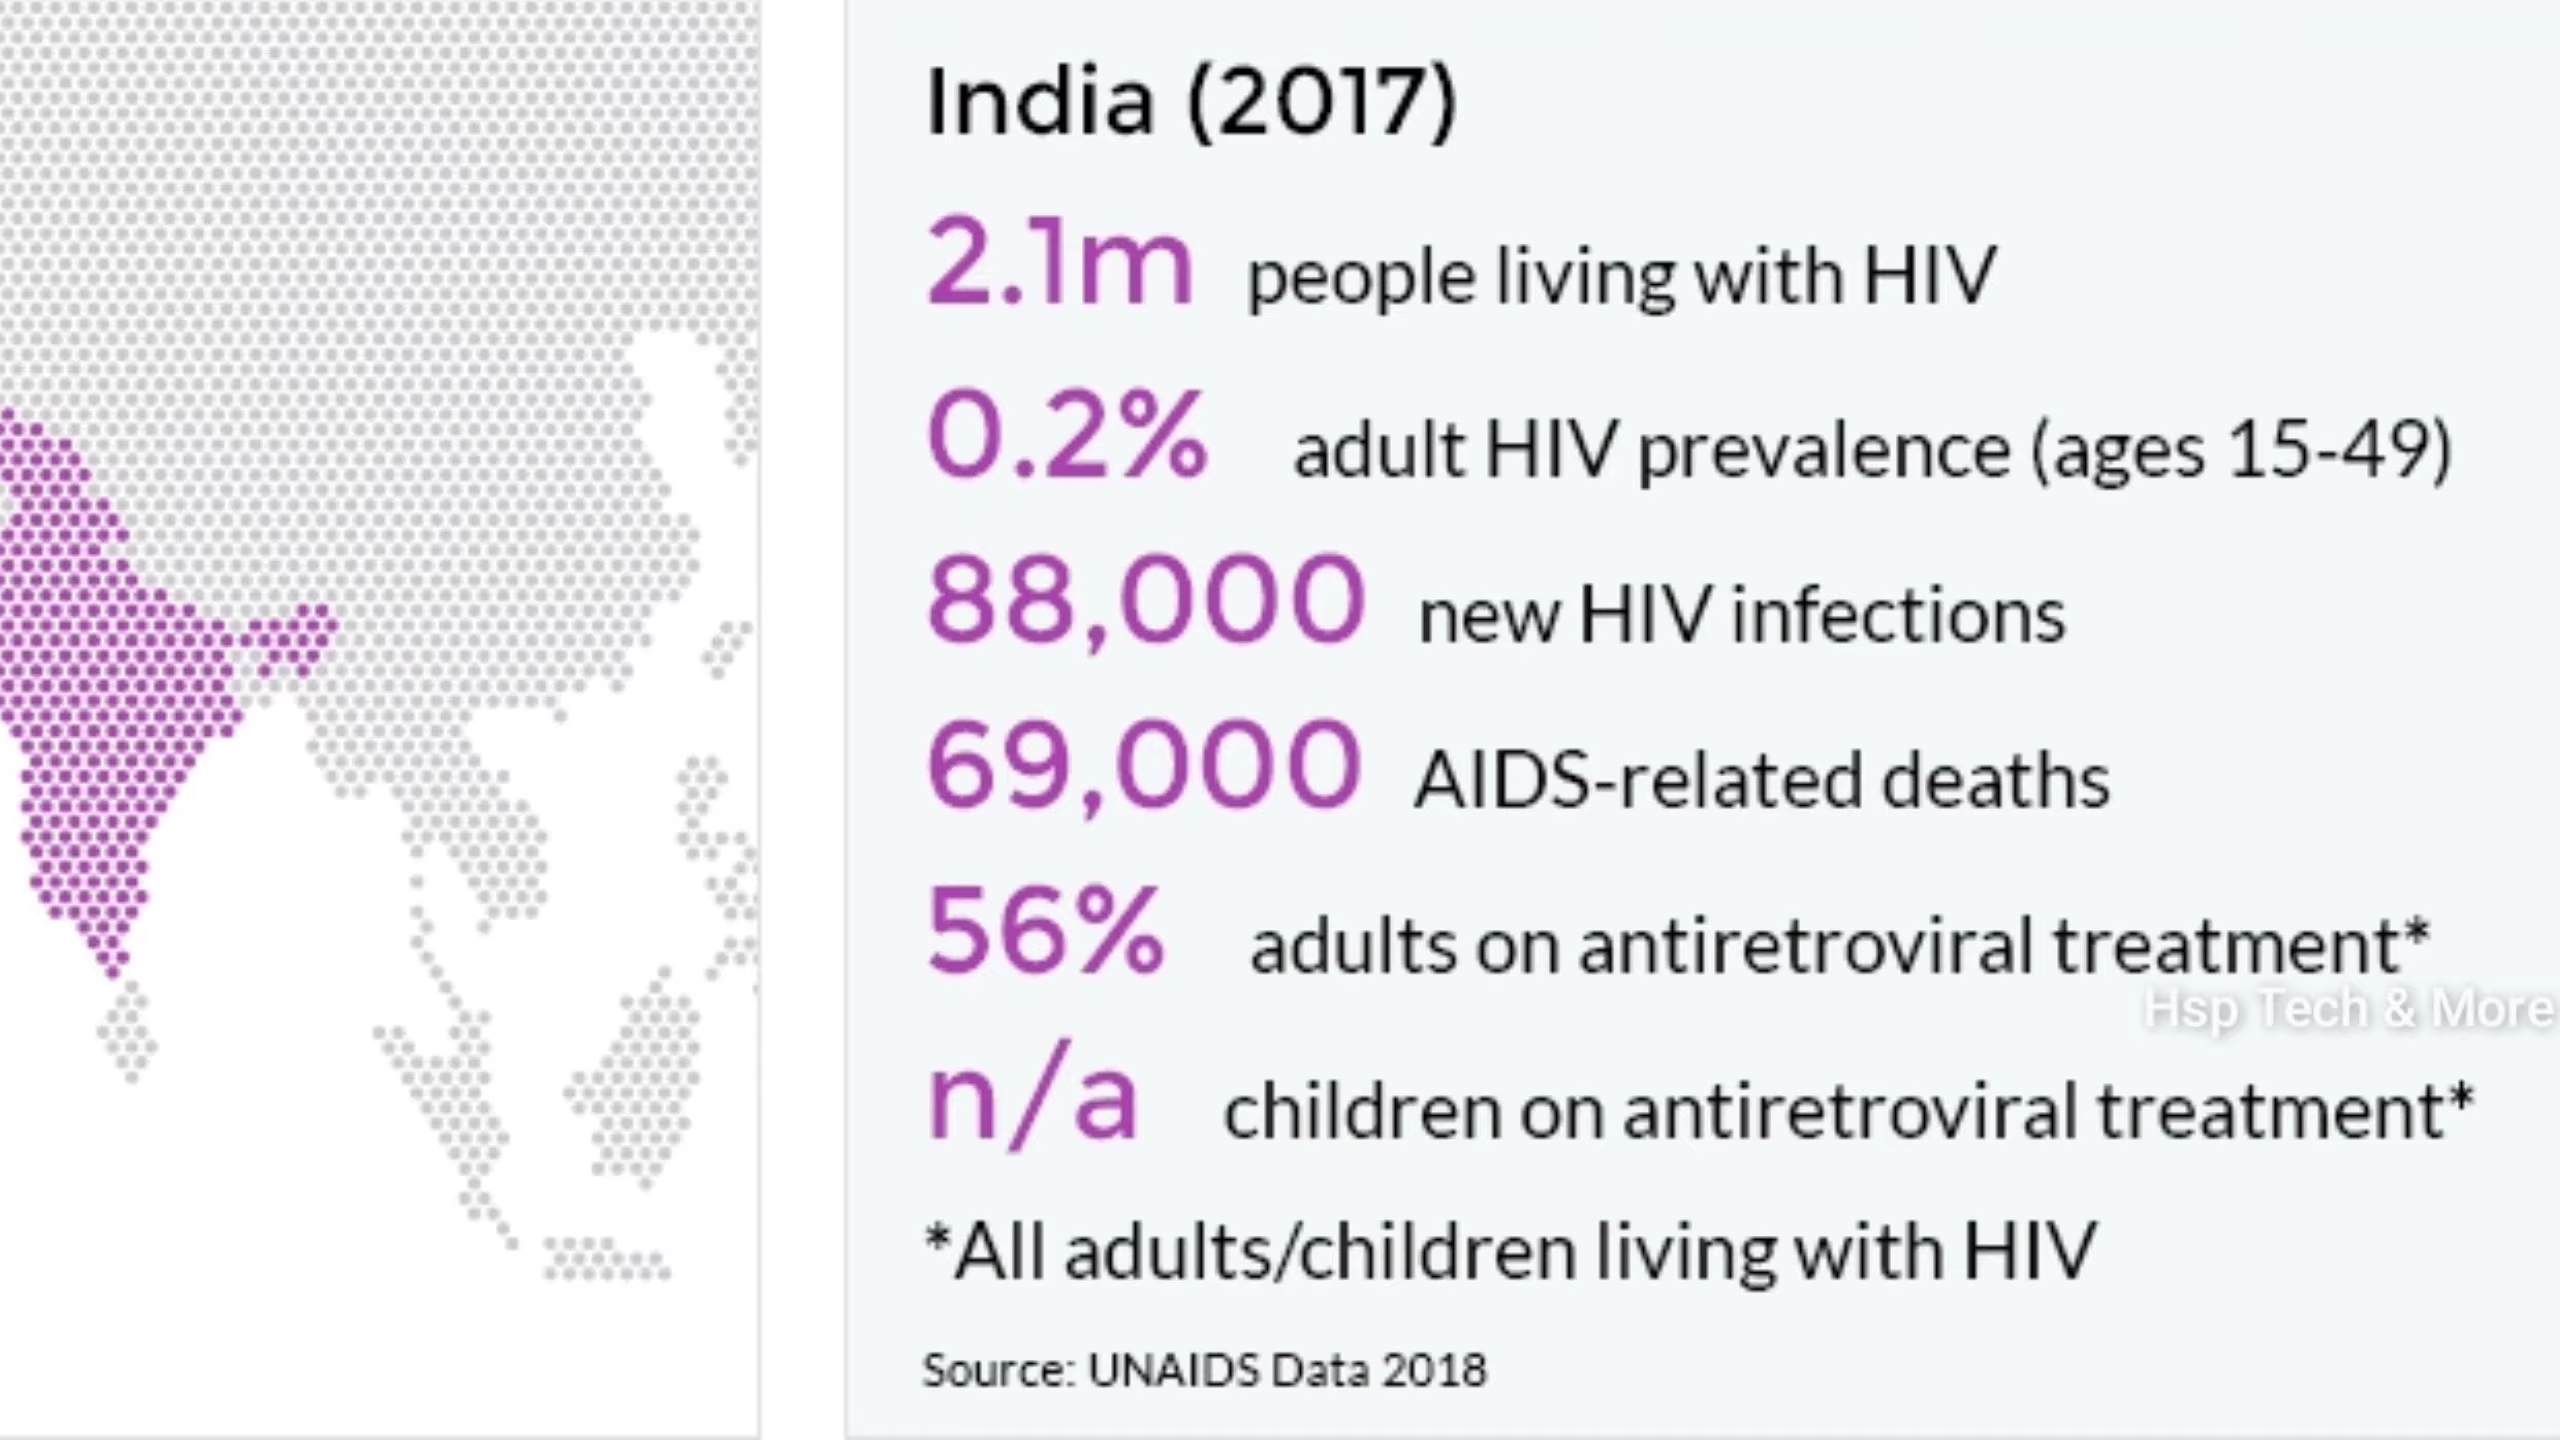 India (2017)
2.1m people living with HIV
0.2% adult HIV prevalence (ages 15-49)
88,000 new HIV infections
69,000 AIDS-related deaths
56% adults on antiretroviral treatment*
Hsp Tech & More
n/a children on antiretroviral treatment*
*All adults/children living with HIV
Source: UNAIDS Data 2018